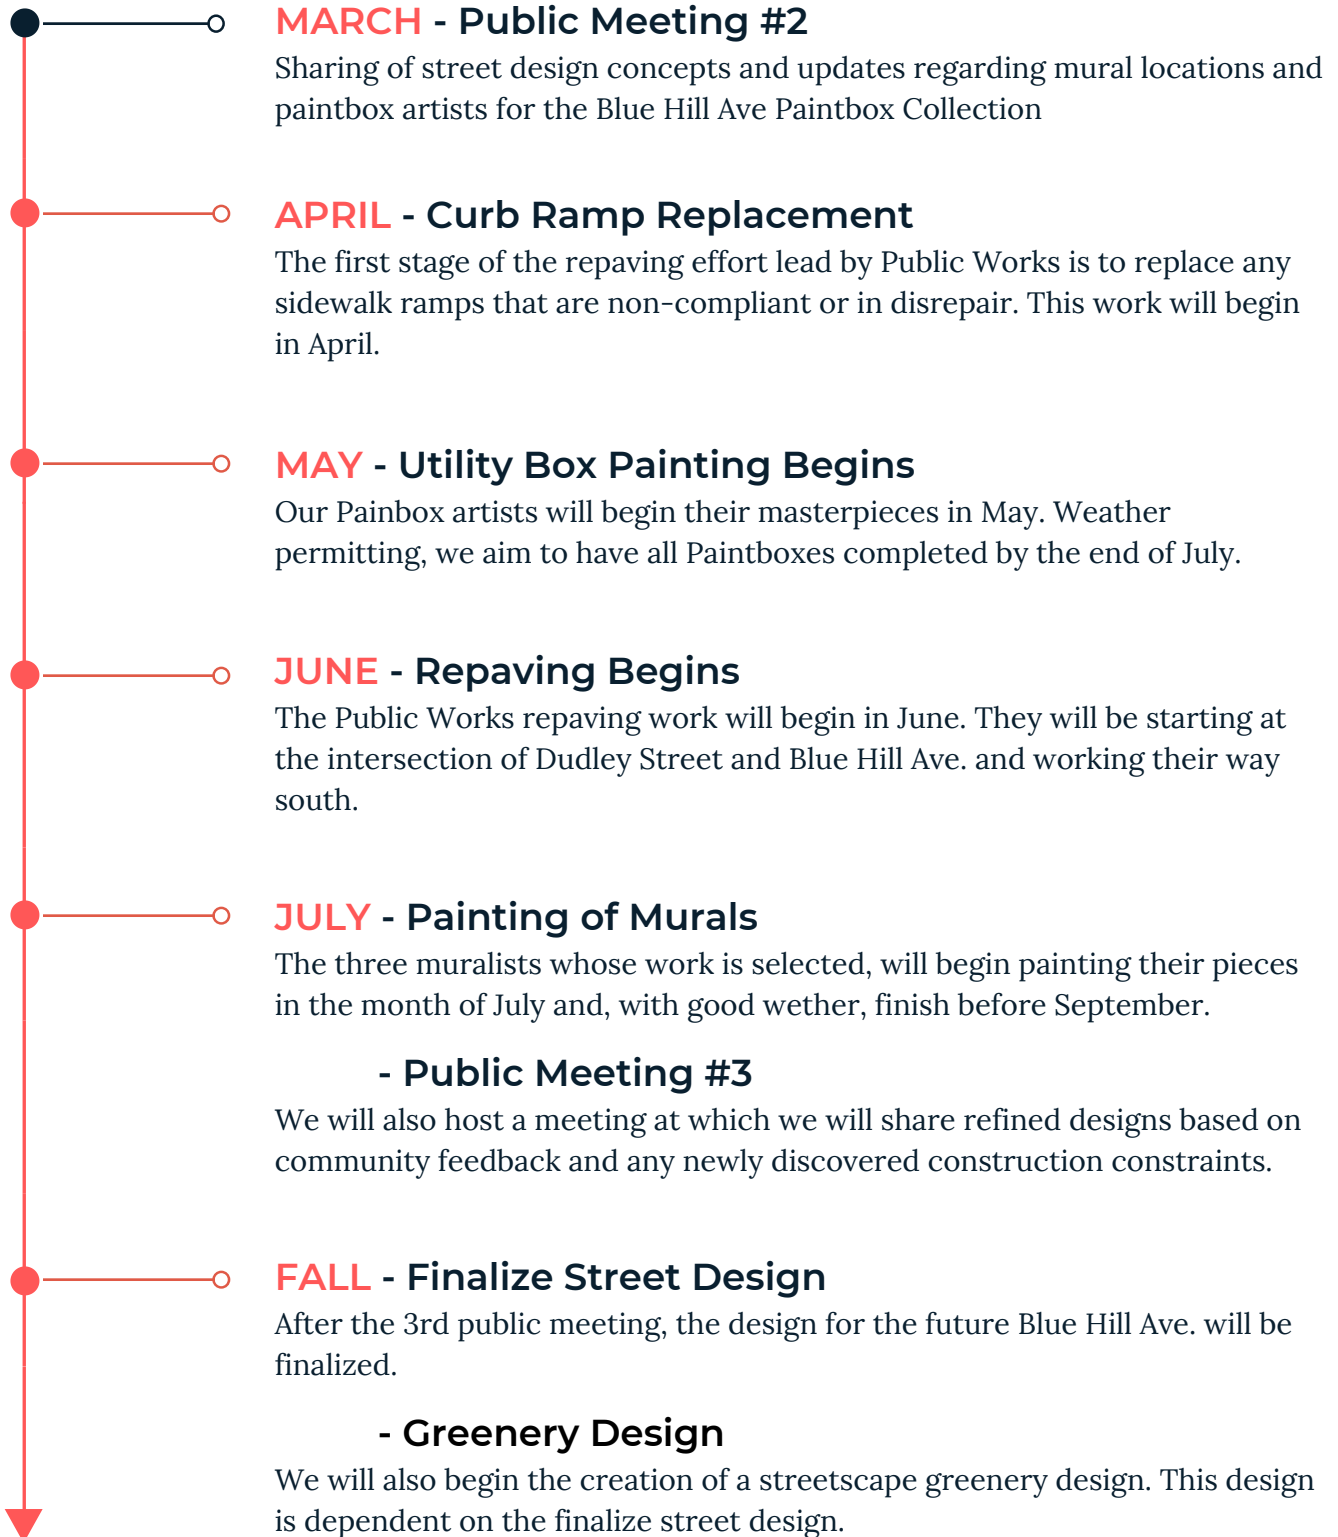 MARCH - Public Meeting #2
Sharing of street design concepts and updates regarding mural locations and
paintbox artists for the Blue Hill Ave Paintbox Collection
APRIL - Curb Ramp Replacement
The first stage of the repaving effort lead by Public Works is to replace any
sidewalk ramps that are non-compliant or in disrepair. This work will begin
in April.
MAY - Utility Box Painting Begins
Our Painbox artists will begin their masterpieces in May. Weather
permitting, we aim to have all Paintboxes completed by the end of July.
JUNE - Repaving Begins
The Public Works repaving work will begin in June. They will be starting at
the intersection of Dudley Street and Blue Hill Ave. and working their way
south.
JULY - Painting of Murals
The three muralists whose work is selected, will begin painting their pieces
in the month of July and, with good wether, finish before September.
- Public Meeting #3
We will also host a meeting at which we will share refined designs based on
community feedback and any newly discovered construction constraints.
FALL - Finalize Street Design
After the 3rd public meeting, the design for the future Blue Hill Ave. will be
finalized.
- Greenery Design
We will also begin the creation of a streetscape greenery design. This design
is dependent on the finalize street design.